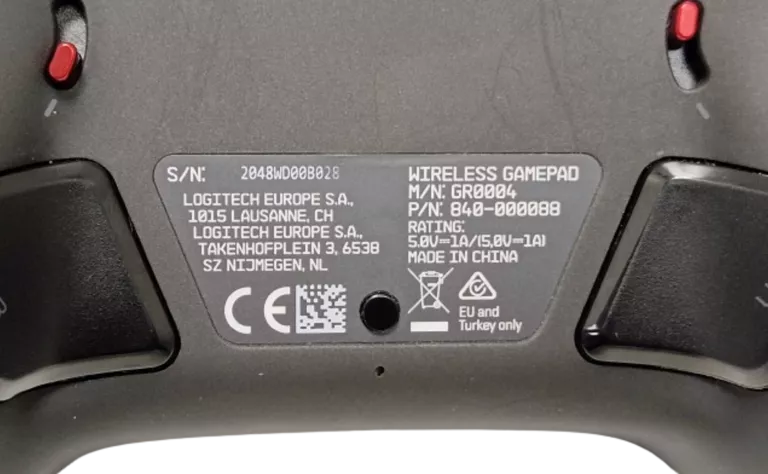 S/N: 2048WD00B028
LOGITECH EUROPE S.A.,
1015 LAUSANNE, CH
LOGITECH EUROPE S.A.,
TAKENHOFPLEIN 3, 6538
SZ NIJMEGEN, NL
CE
WIRELESS GAMEPAD
M/N: GR0004
P/N: 840-000088
RATING:
5.0V⎓1A/(5.0V⎓1A)
MADE IN CHINA
EU and
Turkey only